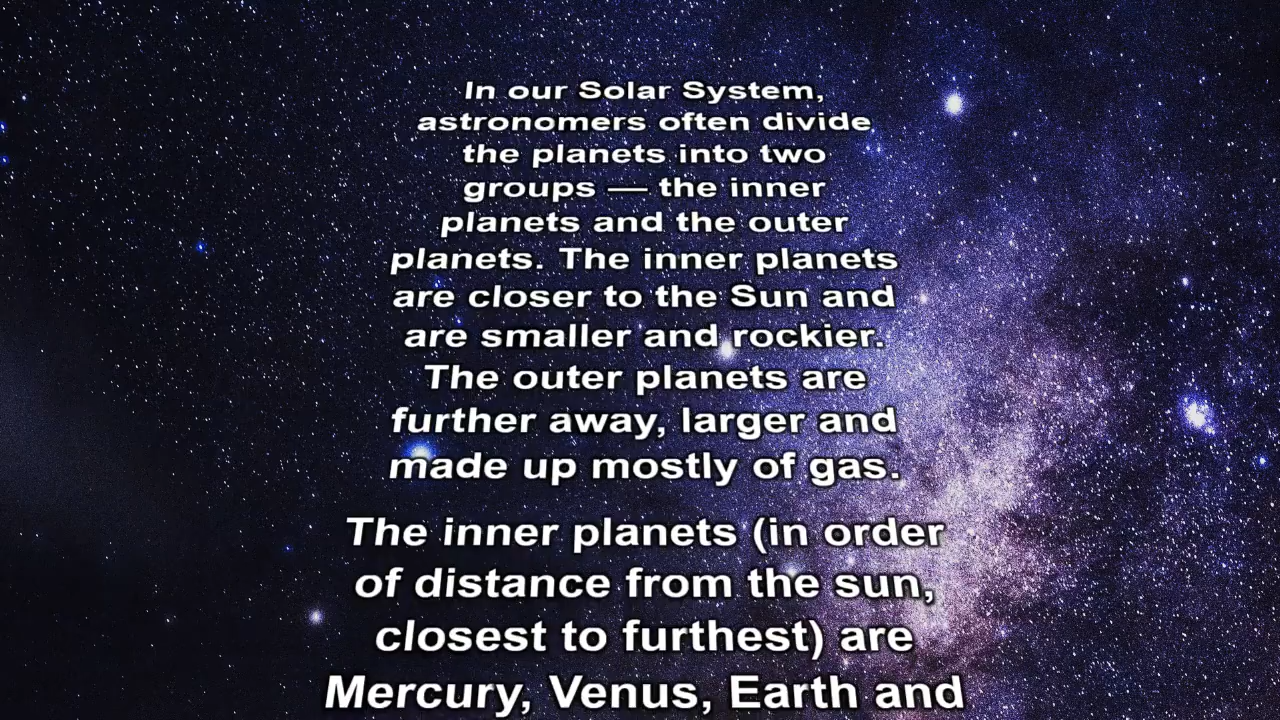 In our Solar System,
astronomers often divide
the planets into two
groups — the inner
planets and the outer
planets. The inner planets
are closer to the Sun and
are smaller and rockier.
The outer planets are
further away, larger and
made up mostly of gas.
The inner planets (in order
of distance from the sun,
closest to furthest) are
Mercury, Venus, Earth and